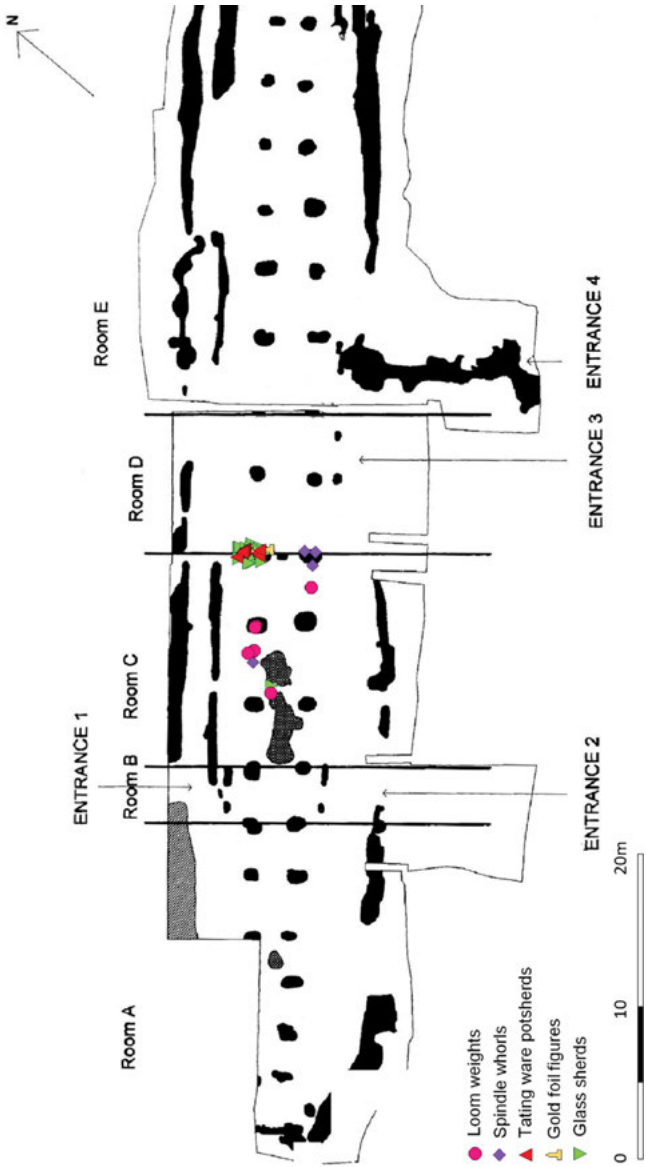 N
Room E
Room D
Room C
Room B
Room A
ENTRANCE 1
ENTRANCE 2
ENTRANCE 3
ENTRANCE 4
Loom weights
Spindle whorls
Tating ware potsherds
Gold foil figures
Glass sherds
0 10 20m